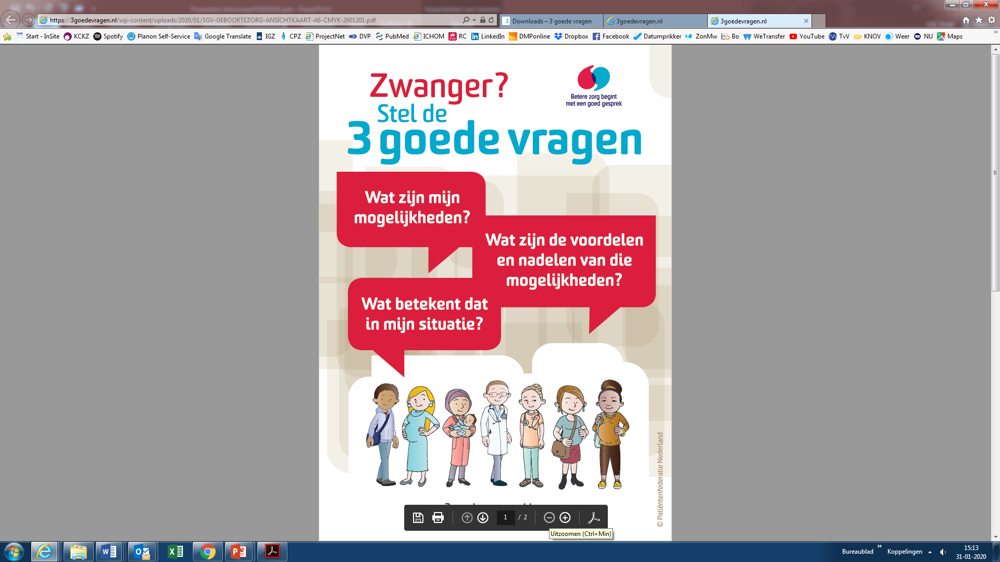 https://3goedevragen.nl/wp-content/uploads/2020/01/3GV-GEBOORTEZORG-ANSICHTKAART-A6-CMYK-2601201.pdf
3 Downloads – 3 goede vragen
3goedevragen.nl
3goedevragen.nl
Start - InSite KCKZ Spotify Planon Self-Service Google Translate IGZ CPZ ProjectNet DVP PubMed ICHOM RC LinkedIn DMPonline Dropbox Facebook Datumprikker ZonMw Bo WeTransfer YouTube TvV KNOV Weer NU Maps
Zwanger?
Stel de
3 goede vragen
Betere zorg begint
met een goed gesprek
Wat zijn mijn
mogelijkheden?
Wat zijn de voordelen
en nadelen van die
mogelijkheden?
Wat betekent dat
in mijn situatie?
© Patiëntenfederatie Nederland
1 / 2
Uitzoomen (Ctrl+Min)
Bureaublad
Koppelingen
15:13
31-01-2020